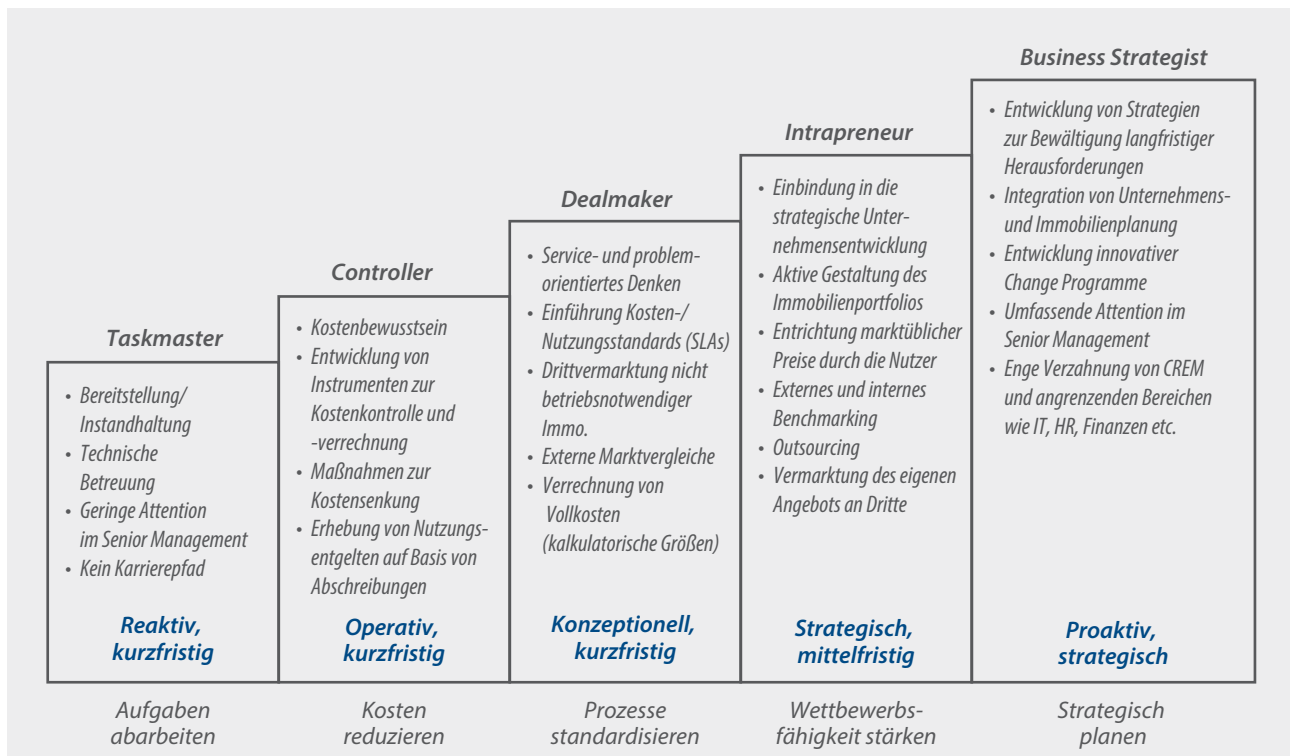 Taskmaster
• Bereitstellung/
Instandhaltung
• Technische
Betreuung
• Geringe Attention
im Senior Management
• Kein Karrierepfad
Reaktiv,
kurzfristig
Aufgaben
abarbeiten
Controller
• Kostenbewusstsein
• Entwicklung von
Instrumenten zur
Kostenkontrolle und
-verrechnung
• Maßnahmen zur
Kostensenkung
• Erhebung von Nutzungs-
entgelten auf Basis von
Abschreibungen
Operativ,
kurzfristig
Kosten
reduzieren
Dealmaker
• Service- und problem-
orientiertes Denken
• Einführung Kosten-/
Nutzungsstandards (SLAs)
• Drittvermarktung nicht
betriebsnotwendiger
Immo.
• Externe Marktvergleiche
• Verrechnung von
Vollkosten
(kalkulatorische Größen)
Konzeptionell,
kurzfristig
Prozesse
standardisieren
Intrapreneur
• Einbindung in die
strategische Unter-
nehmensentwicklung
• Aktive Gestaltung des
Immobilienportfolios
• Entrichtung marktüblicher
Preise durch die Nutzer
• Externes und internes
Benchmarking
• Outsourcing
• Vermarktung des eigenen
Angebots an Dritte
Strategisch,
mittelfristig
Wettbewerbs-
fähigkeit stärken
Business Strategist
• Entwicklung von Strategien
zur Bewältigung langfristiger
Herausforderungen
• Integration von Unternehmens-
und Immobilienplanung
• Entwicklung innovativer
Change Programme
• Umfassende Attention im
Senior Management
• Enge Verzahnung von CREM
und angrenzenden Bereichen
wie IT, HR, Finanzen etc.
Proaktiv,
strategisch
Strategisch
planen